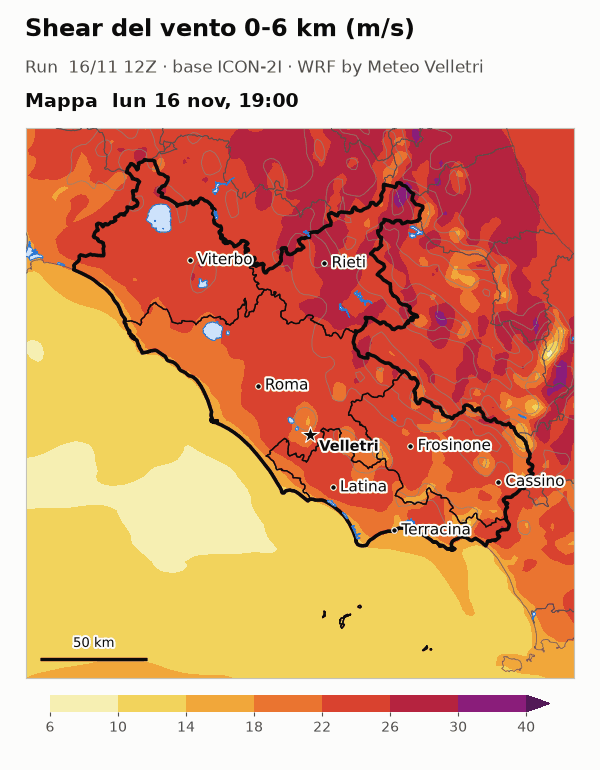 Shear del vento 0-6 km (m/s)
Run 16/11 12Z · base ICON-2I · WRF by Meteo Velletri
Mappa lun 16 nov, 19:00
Viterbo
Rieti
Roma
Velletri
Frosinone
Latina
Cassino
Terracina
50 km
6 10 14 18 22 26 30 40